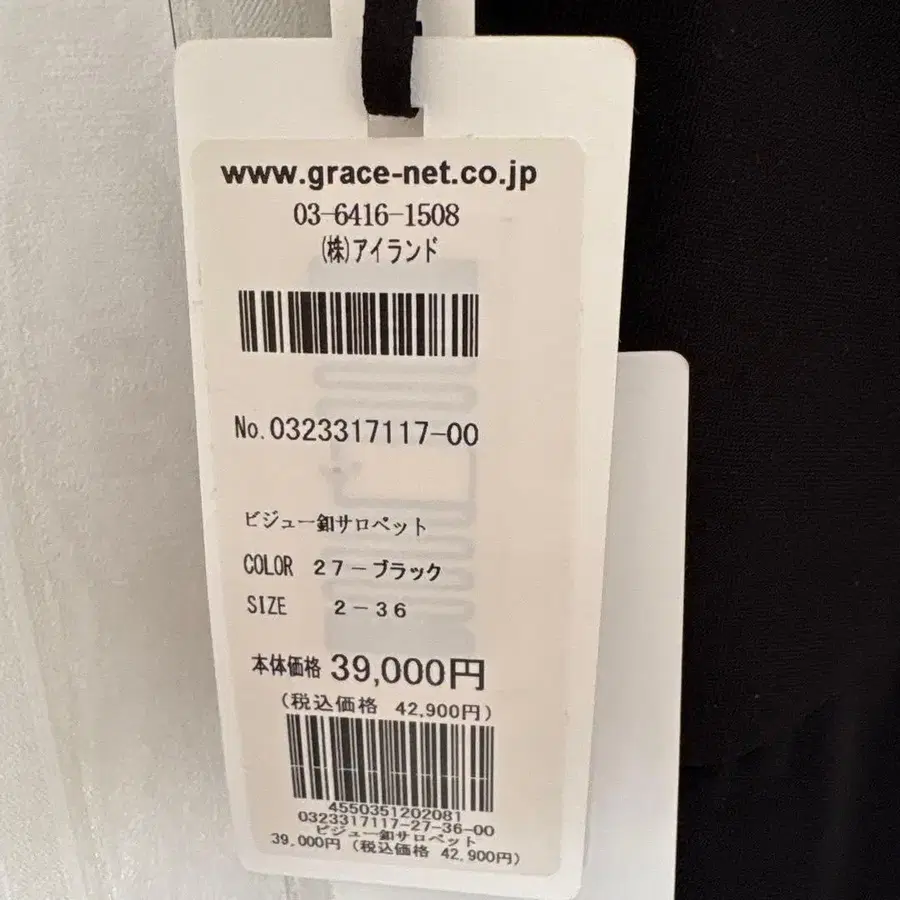 www.grace-net.co.jp
03-6416-1508
(株)アイランド
No.0323317117-00
ビジュー釦サロペット
COLOR 27-ブラック
SIZE 2-36
本体価格 39,000円
(税込価格 42,900円)
4550351202081
0323317117-27-36-00
ビジュー釦サロペット
39,000円 (税込価格 42,900円)